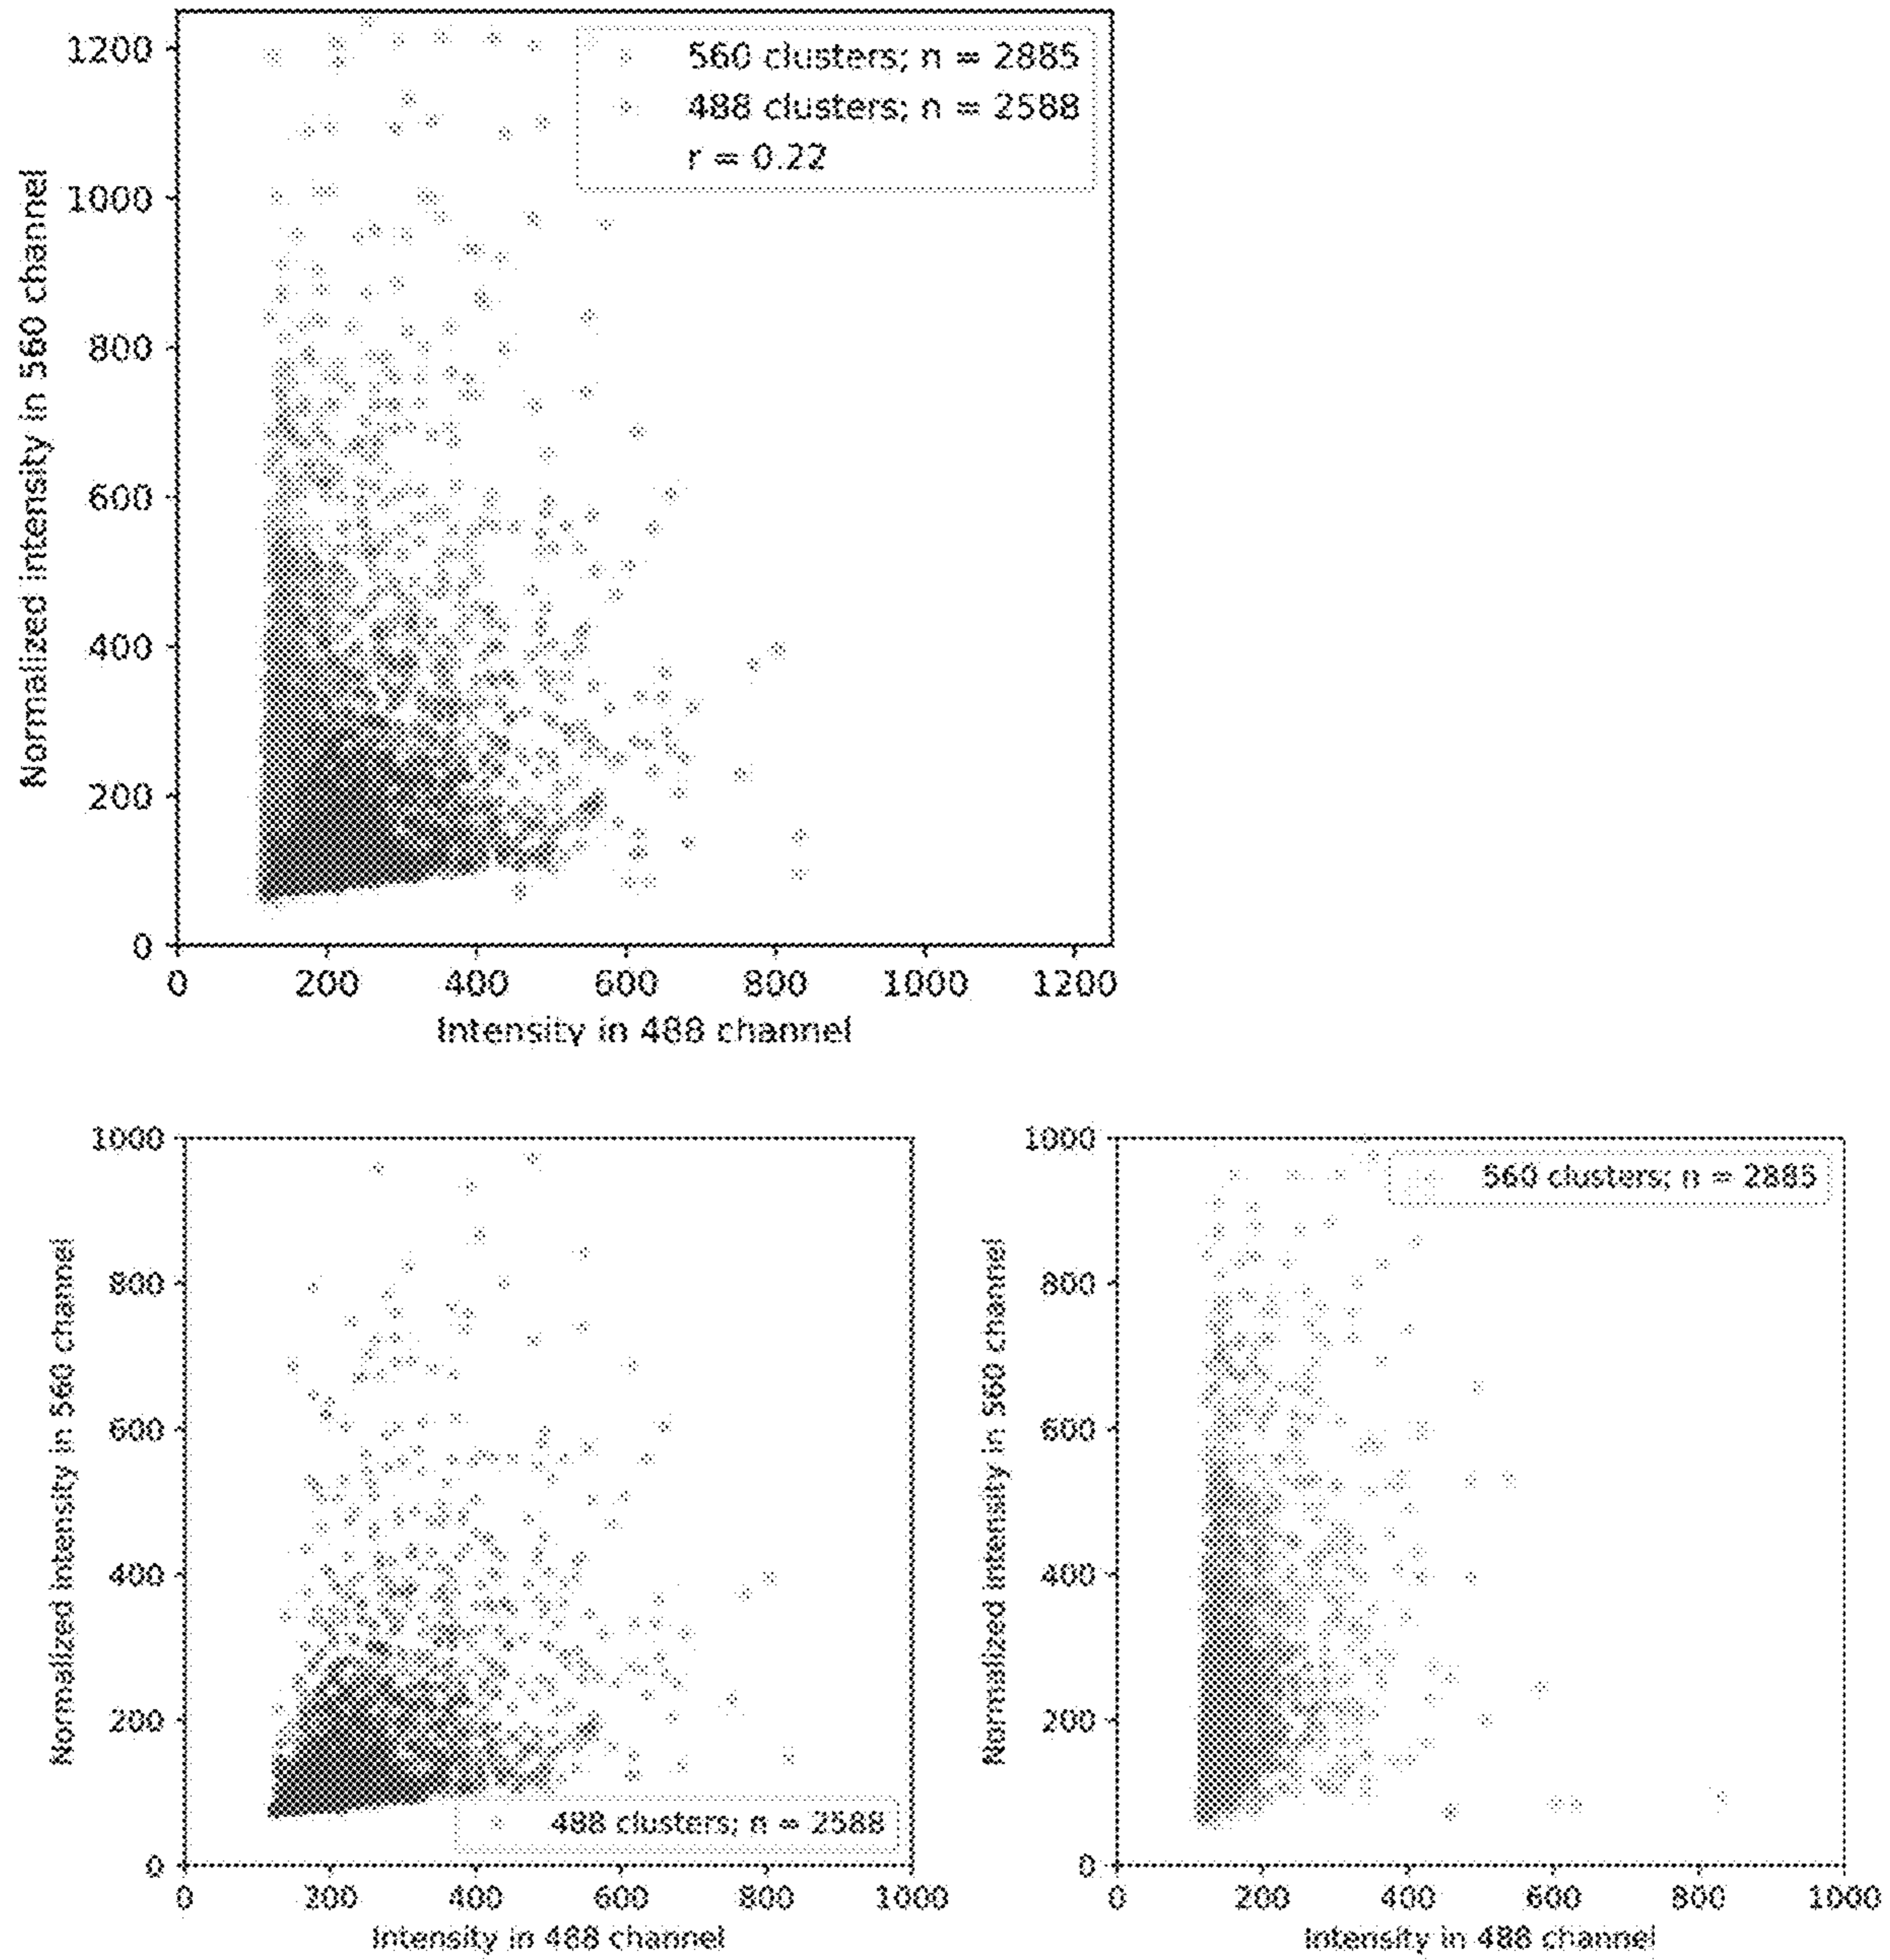 Normalized intensity in 560 channel
1200
1000
800
600
400
200
0
560 clusters; n = 2885
488 clusters; n = 2588
r = 0.22
0 200 400 600 800 1000 1200
Intensity in 488 channel
Normalized intensity in 560 channel
1000
800
600
400
200
0
488 clusters; n = 2588
0 200 400 600 800 1000
Intensity in 488 channel
Normalized intensity in 560 channel
1000
800
600
400
200
0
560 clusters; n = 2885
0 200 400 600 800 1000
Intensity in 488 channel